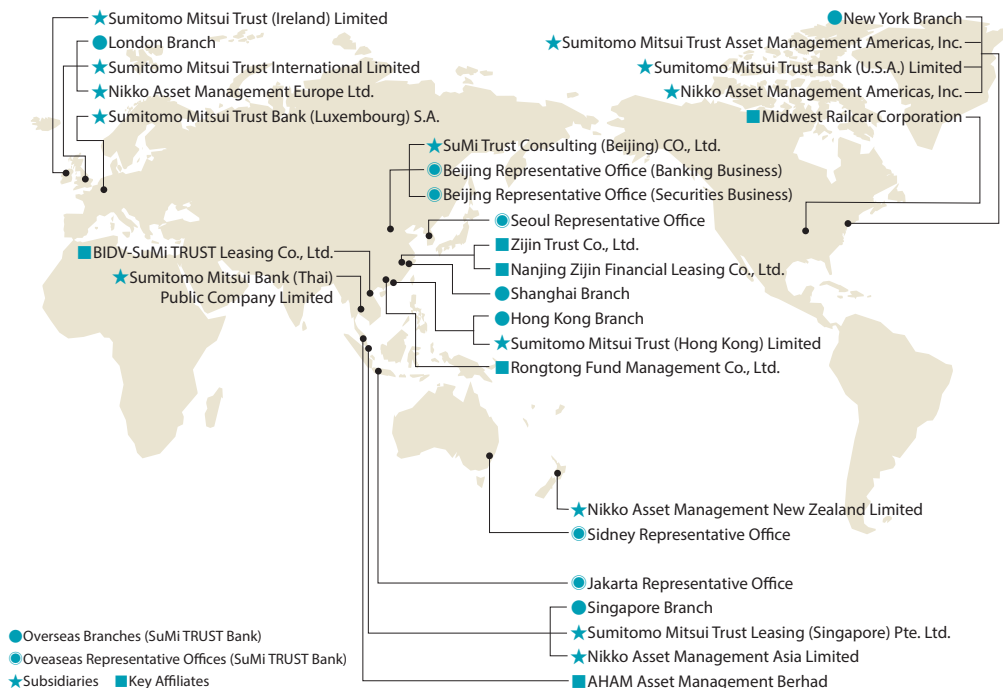 Sumitomo Mitsui Trust (Ireland) Limited
London Branch
Sumitomo Mitsui Trust International Limited
Nikko Asset Management Europe Ltd.
Sumitomo Mitsui Trust Bank (Luxembourg) S.A.
New York Branch
Sumitomo Mitsui Trust Asset Management Americas, Inc.
Sumitomo Mitsui Trust Bank (U.S.A.) Limited
Nikko Asset Management Americas, Inc.
Midwest Railcar Corporation
SuMi Trust Consulting (Beijing) CO., Ltd.
Beijing Representative Office (Banking Business)
Beijing Representative Office (Securities Business)
Seoul Representative Office
BIDV-SuMi TRUST Leasing Co., Ltd.
Sumitomo Mitsui Bank (Thai)
Public Company Limited
Zijin Trust Co., Ltd.
Nanjing Zijin Financial Leasing Co., Ltd.
Shanghai Branch
Hong Kong Branch
Sumitomo Mitsui Trust (Hong Kong) Limited
Rongtong Fund Management Co., Ltd.
Nikko Asset Management New Zealand Limited
Sidney Representative Office
Jakarta Representative Office
Singapore Branch
Sumitomo Mitsui Trust Leasing (Singapore) Pte. Ltd.
Nikko Asset Management Asia Limited
AHAM Asset Management Berhad
Overseas Branches (SuMi TRUST Bank)
Oveaseas Representative Offices (SuMi TRUST Bank)
Subsidiaries Key Affiliates